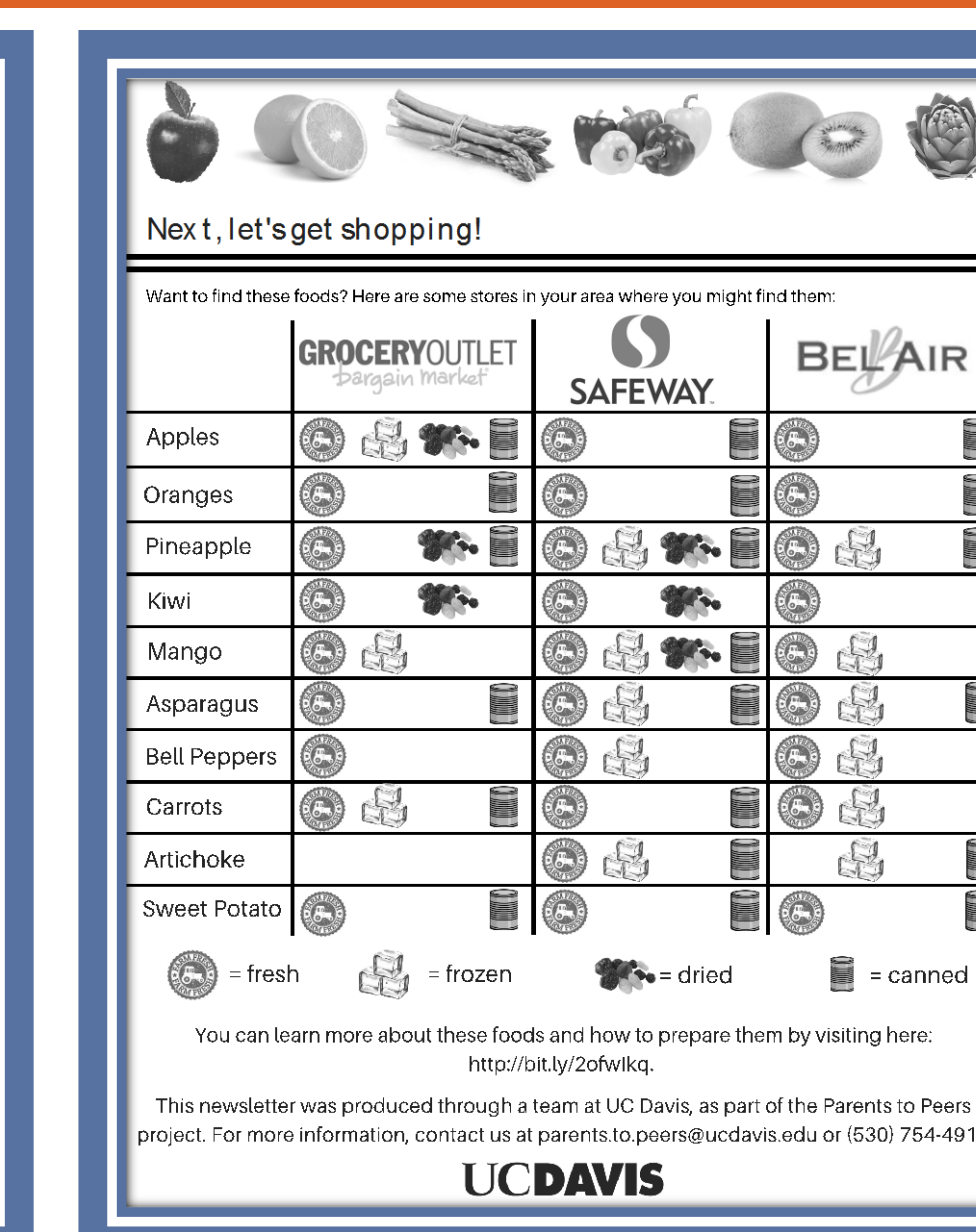 Next, let's get shopping!
Want to find these foods? Here are some stores in your area where you might find them:
GROCERYOUTLET
bargain market
SAFEWAY
BEL AIR
Apples
Oranges
Pineapple
Kiwi
Mango
Asparagus
Bell Peppers
Carrots
Artichoke
Sweet Potato
= fresh
= frozen
= dried
= canned
You can learn more about these foods and how to prepare them by visiting here:
http://bit.ly/2ofwIkq.
This newsletter was produced through a team at UC Davis, as part of the Parents to Peers
project. For more information, contact us at parents.to.peers@ucdavis.edu or (530) 754-491
UCDAVIS